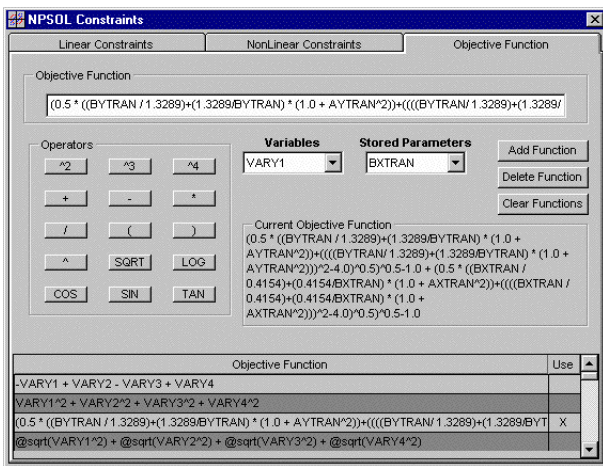 NPSOL Constraints
Linear Constraints
NonLinear Constraints
Objective Function
Objective Function
(0.5 * ((BYTRAN / 1.3289)+(1.3289/BYTRAN) * (1.0 + AYTRAN^2))+((((BYTRAN/ 1.3289)+(1.3289/
Operators
^2 ^3 ^4
+ - *
/ ( )
^ SQRT LOG
COS SIN TAN
Variables
VARY1
Stored Parameters
BXTRAN
Add Function
Delete Function
Clear Functions
Current Objective Function
(0.5 * ((BYTRAN / 1.3289)+(1.3289/BYTRAN) * (1.0 +
AYTRAN^2))+((((BYTRAN/ 1.3289)+(1.3289/BYTRAN) * (1.0 +
AYTRAN^2)))^2-4.0)^0.5)^0.5-1.0 + (0.5 * ((BXTRAN /
0.4154)+(0.4154/BXTRAN) * (1.0 + AXTRAN^2))+((((BXTRAN /
0.4154)+(0.4154/BXTRAN) * (1.0 +
AXTRAN^2)))^2-4.0)^0.5)^0.5-1.0
Objective Function Use
-VARY1 + VARY2 - VARY3 + VARY4
VARY1^2 + VARY2^2 + VARY3^2 + VARY4^2
(0.5 * ((BYTRAN / 1.3289)+(1.3289/BYTRAN) * (1.0 + AYTRAN^2))+((((BYTRAN/ 1.3289)+(1.3289/BYT X
@sqrt(VARY1^2) + @sqrt(VARY2^2) + @sqrt(VARY3^2) + @sqrt(VARY4^2)